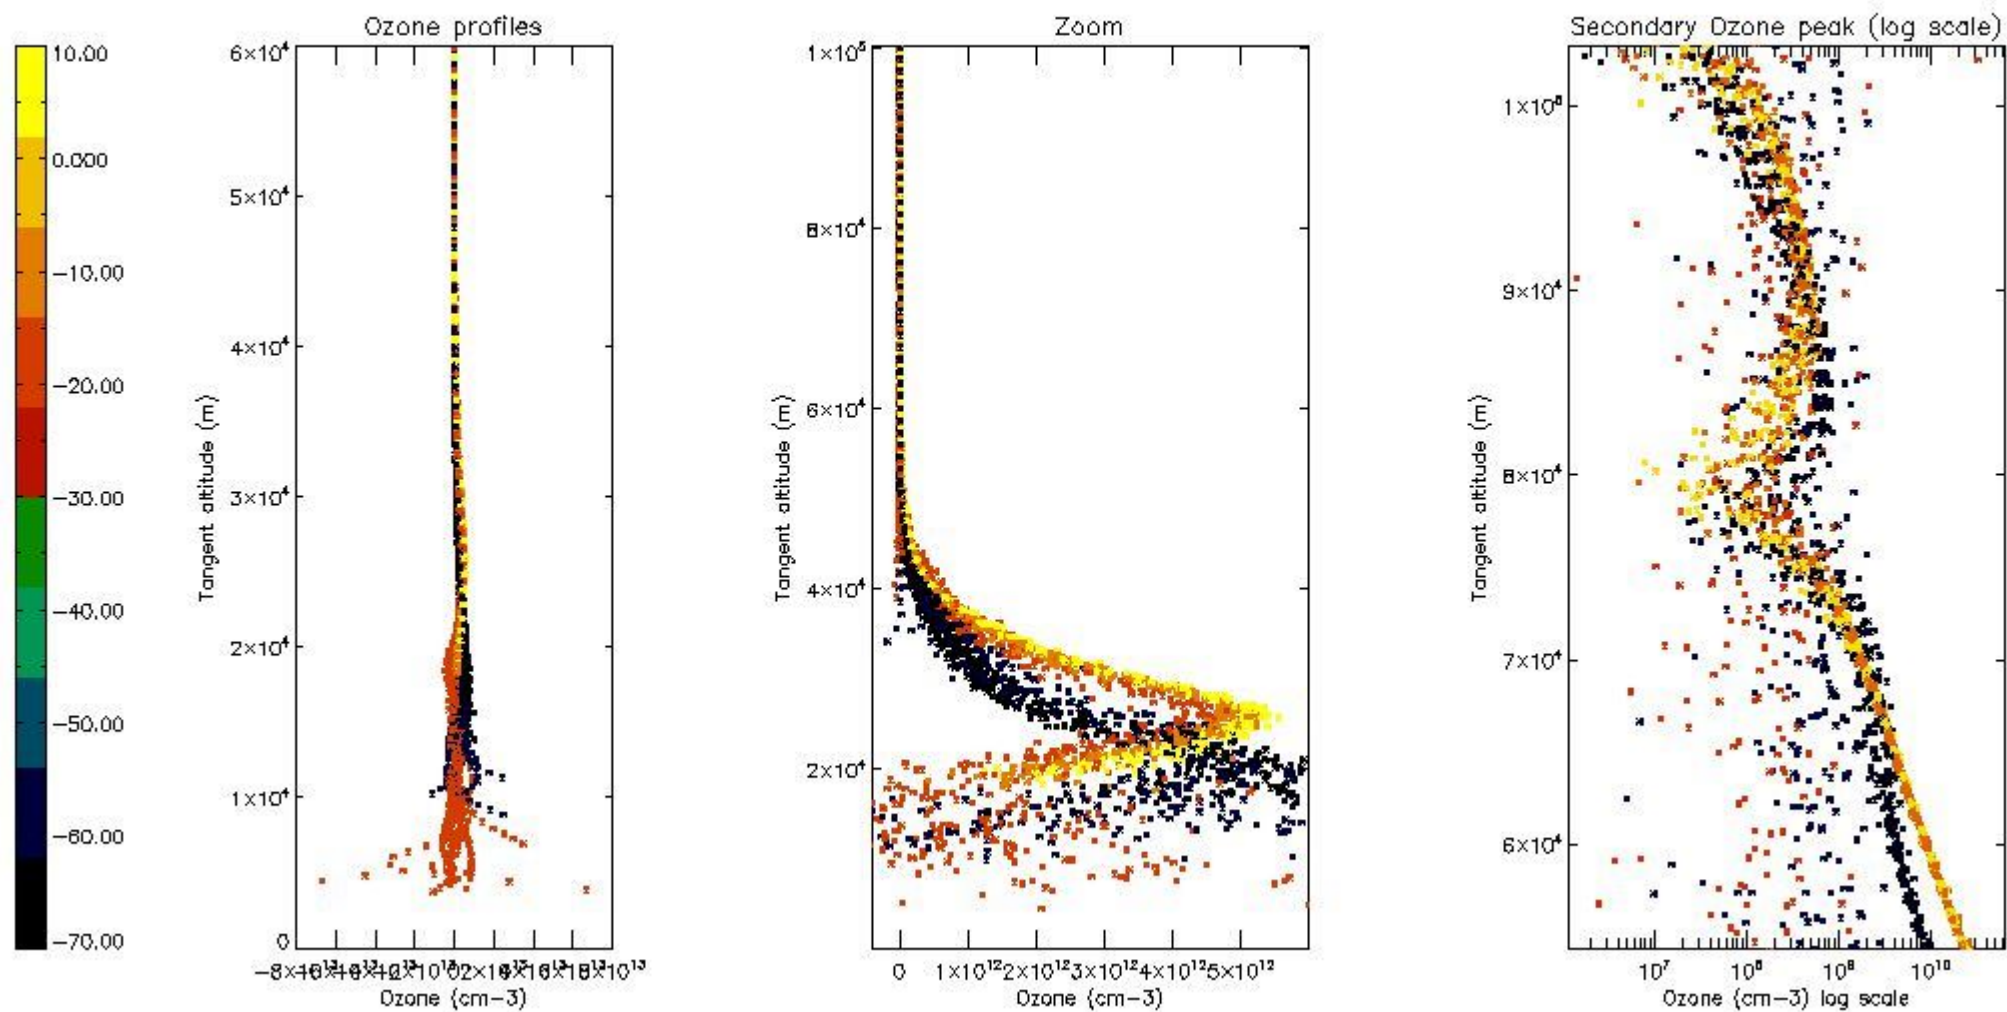 Ozone profiles
Zoom
Secondary Ozone peak (log scale)
10.00
0.000
−10.00
−20.00
−30.00
−40.00
−50.00
−60.00
−70.00
6×10⁴
5×10⁴
4×10⁴
3×10⁴
2×10⁴
1×10⁴
0
Tangent altitude (m)
Ozone (cm−3)
1×10⁵
8×10⁴
6×10⁴
4×10⁴
2×10⁴
Tangent altitude (m)
0 1×10¹² 2×10¹² 3×10¹² 4×10¹² 5×10¹²
Ozone (cm−3)
1×10⁵
9×10⁴
8×10⁴
7×10⁴
6×10⁴
Tangent altitude (m)
10⁷ 10⁸ 10⁹ 10¹⁰
Ozone (cm−3) log scale